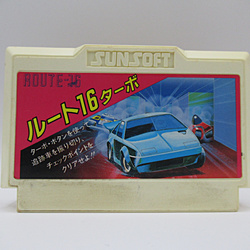 SUNSOFT
ROUTE-16
ルート16ターボ
ターボ・ボタンを使って
追跡車を振り切り、
チェックポイントを
クリアせよ!!